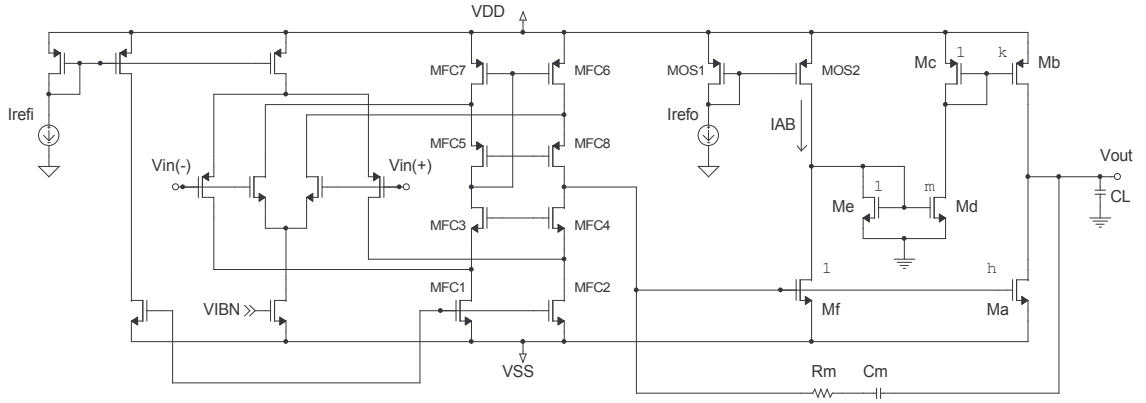 VDD
MFC7
MFC6
MOS1
MOS2
Mc
1
k
Mb
Irefi
Irefo
IAB
MFC5
MFC8
Vin(-)
Vin(+)
Vout
CL
1
m
Me
Md
MFC3
MFC4
MFC1
MFC2
1
h
VIBN
Mf
Ma
VSS
Rm
Cm